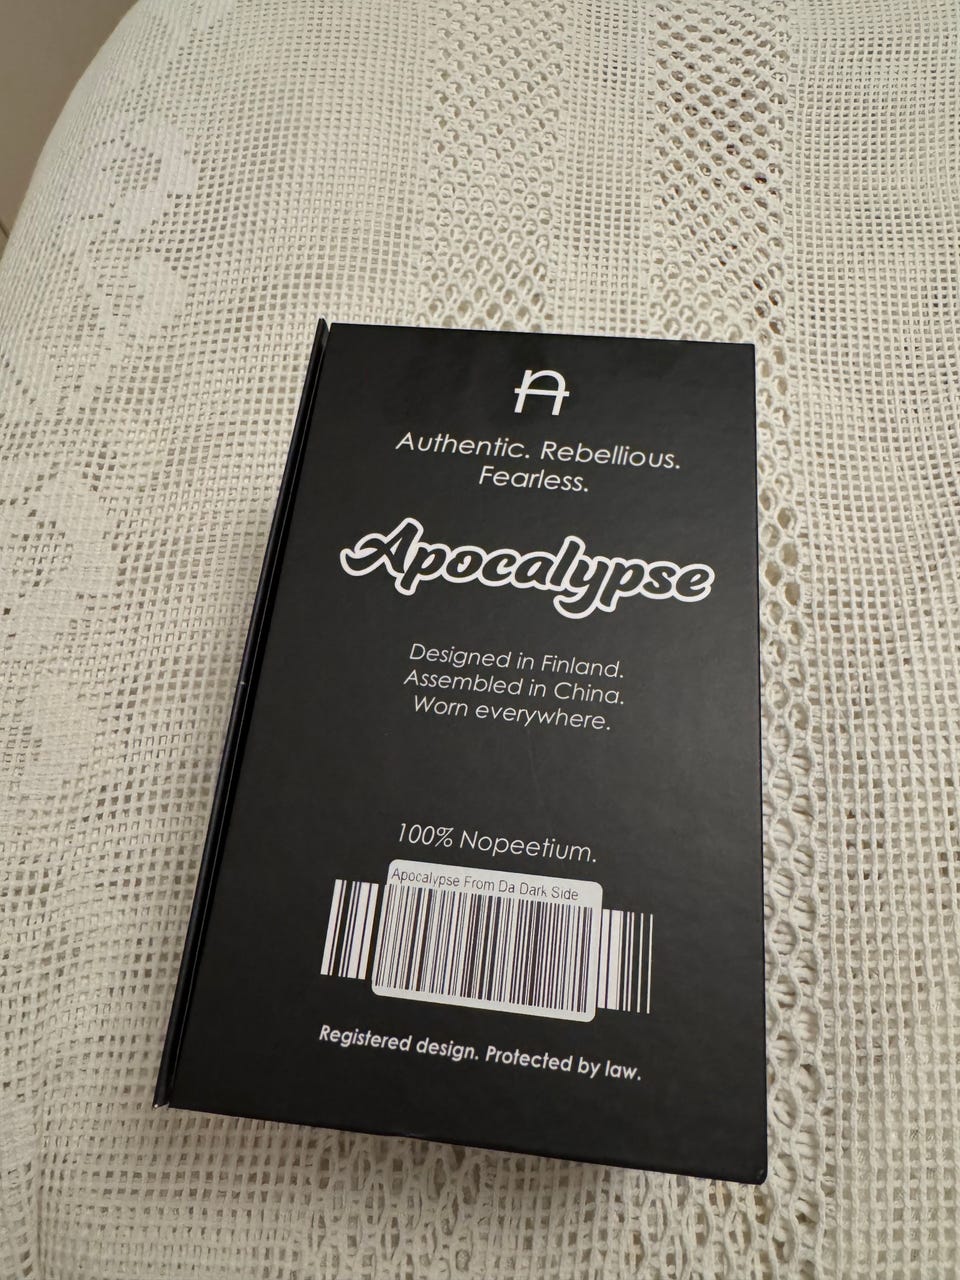 Authentic. Rebellious.
Fearless.
Apocalypse
Designed in Finland.
Assembled in China.
Worn everywhere.
100% Nopeetium.
Apocalypse From Da Dark Side
Registered design. Protected by law.